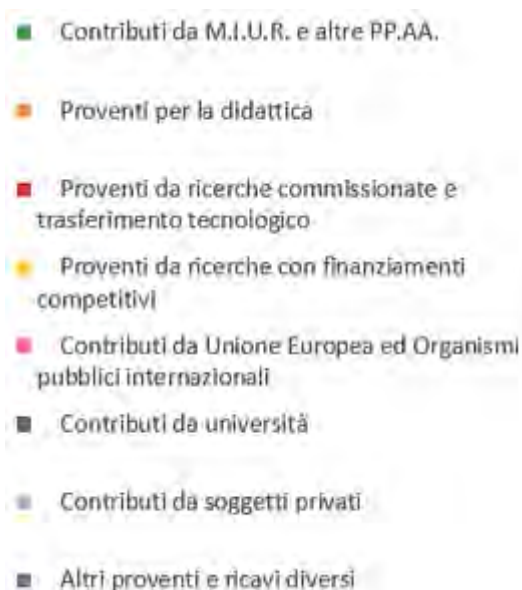 Contributi da M.I.U.R. e altre PP.AA.
Proventi per la didattica
Proventi da ricerche commissionate e
trasferimento tecnologico
Proventi da ricerche con finanziamenti
competitivi
Contributi da Unione Europea ed Organismi
pubblici internazionali
Contributi da università
Contributi da soggetti privati
Altri proventi e ricavi diversi